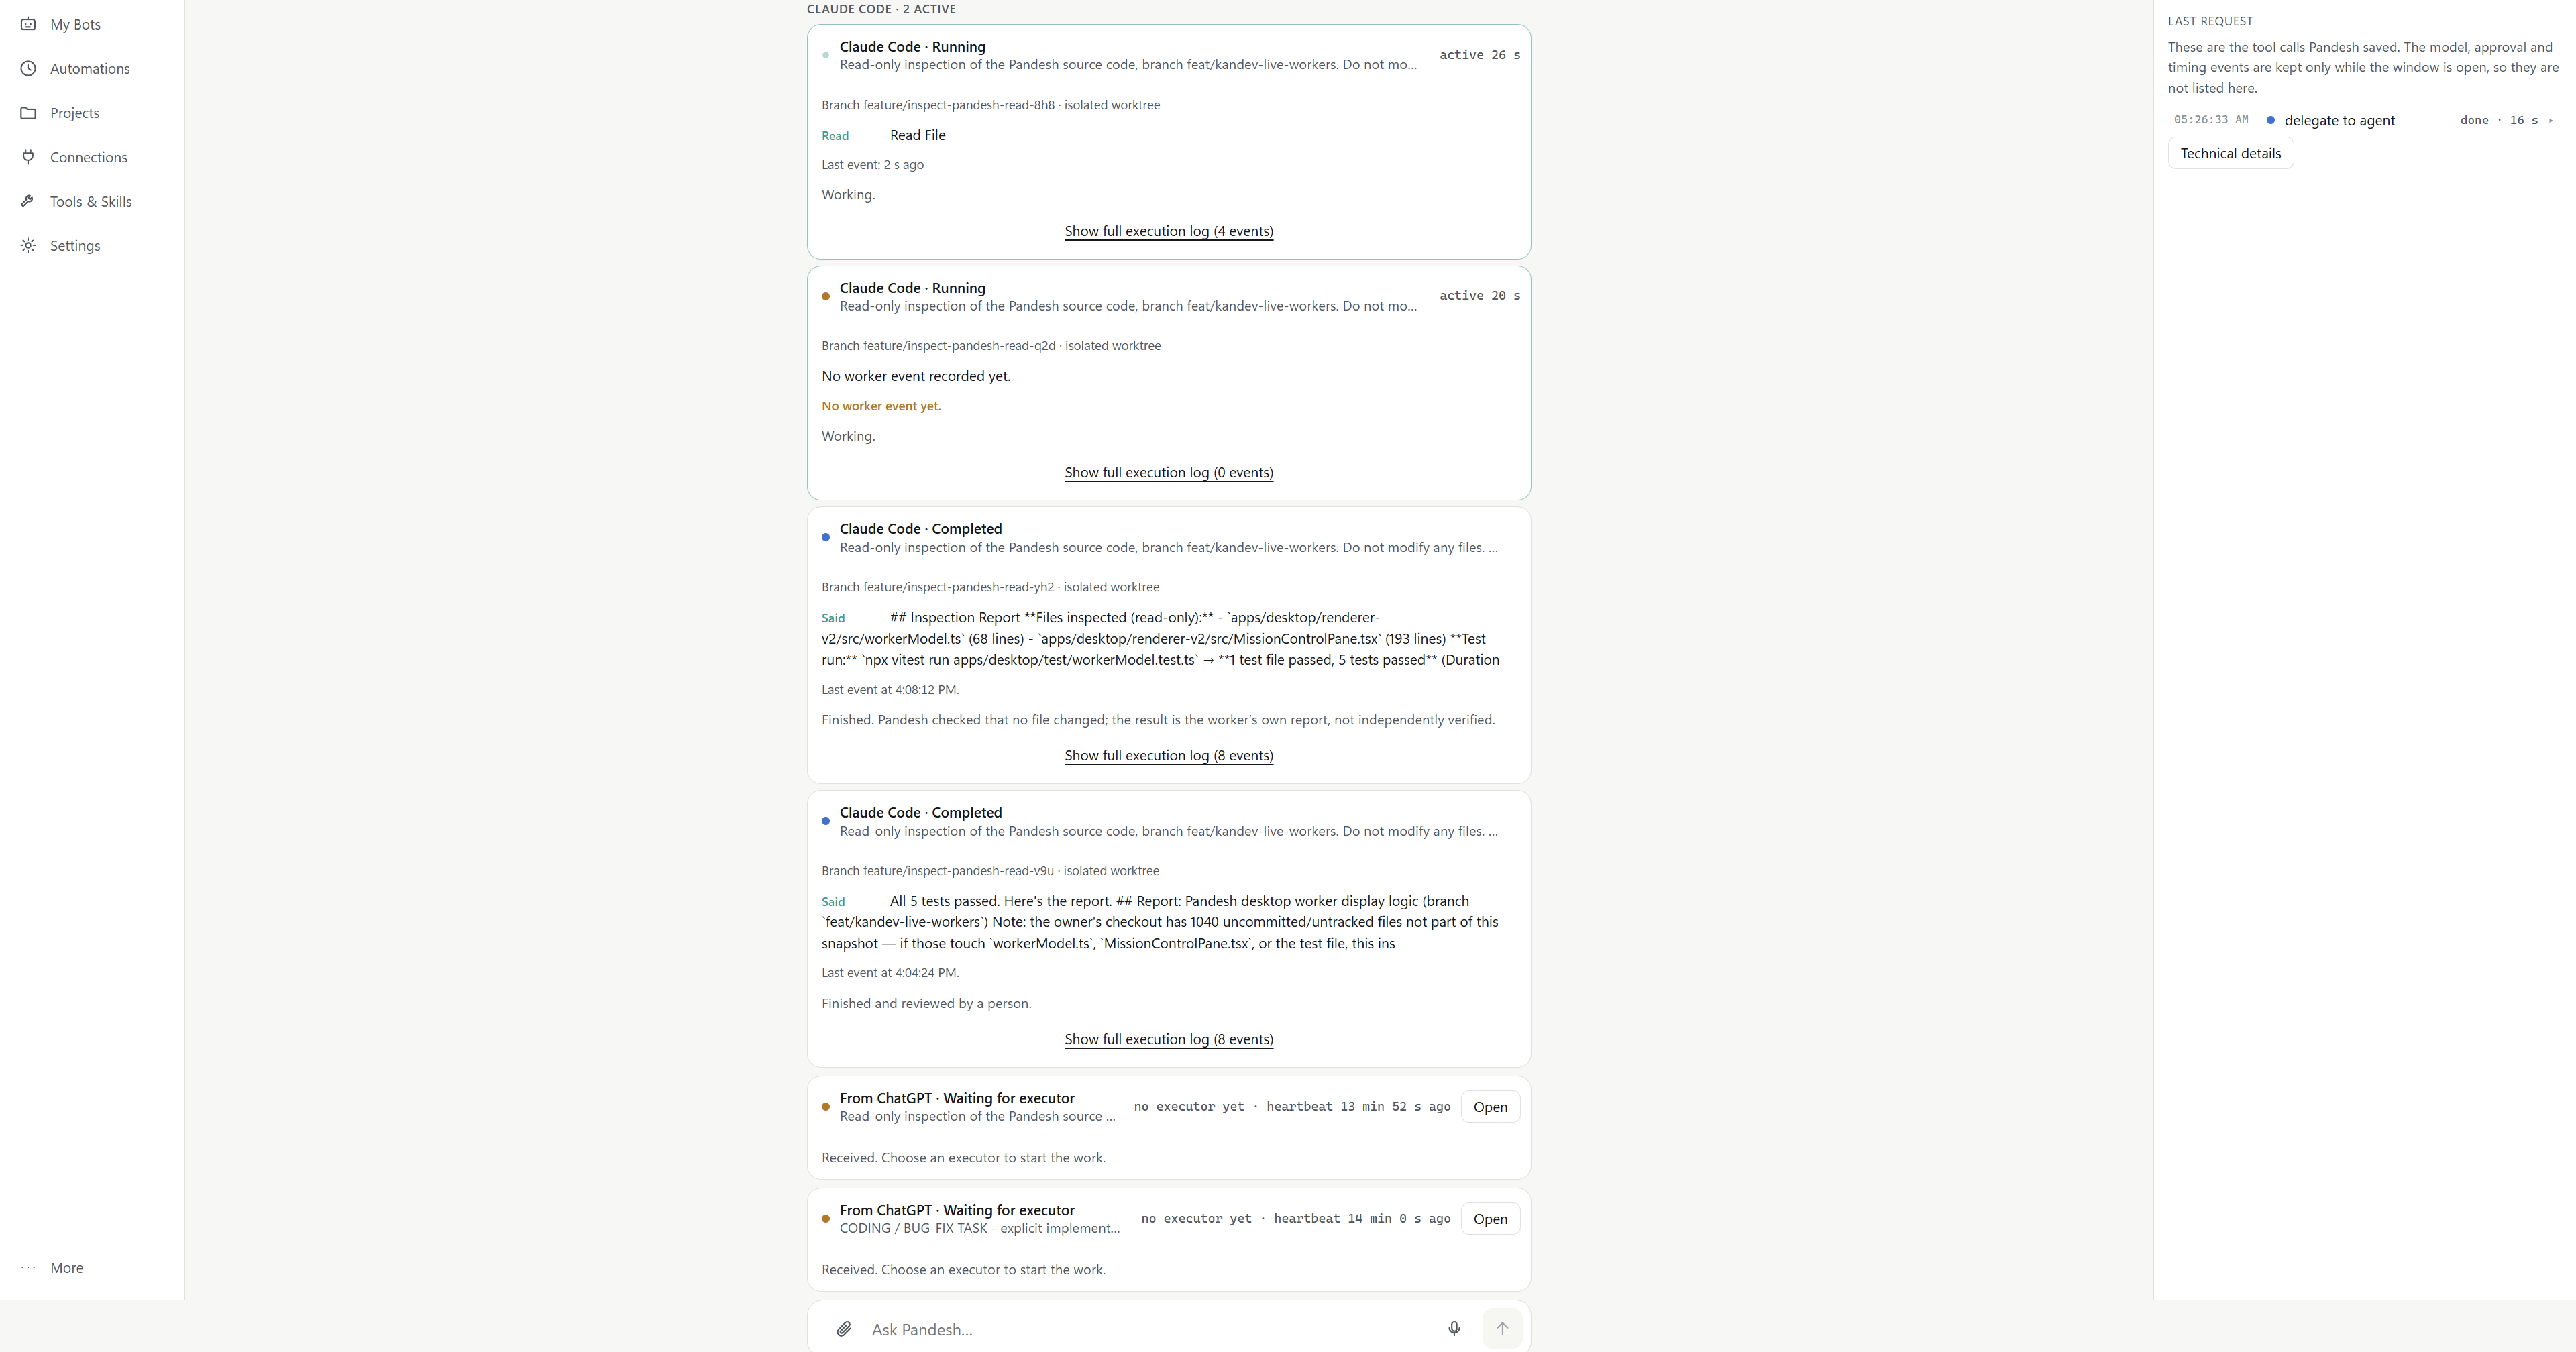 My Bots
Automations
Projects
Connections
Tools & Skills
Settings
··· More
CLAUDE CODE · 2 ACTIVE
Claude Code · Running
active 26 s
Read-only inspection of the Pandesh source code, branch feat/kandev-live-workers. Do not mo...
Branch feature/inspect-pandesh-read-8h8 · isolated worktree
Read Read File
Last event: 2 s ago
Working.
Show full execution log (4 events)
Claude Code · Running
active 20 s
Read-only inspection of the Pandesh source code, branch feat/kandev-live-workers. Do not mo...
Branch feature/inspect-pandesh-read-q2d · isolated worktree
No worker event recorded yet.
No worker event yet.
Working.
Show full execution log (0 events)
Claude Code · Completed
Read-only inspection of the Pandesh source code, branch feat/kandev-live-workers. Do not modify any files. ...
Branch feature/inspect-pandesh-read-yh2 · isolated worktree
Said ## Inspection Report **Files inspected (read-only):** - `apps/desktop/renderer-
v2/src/workerModel.ts` (68 lines) - `apps/desktop/renderer-v2/src/MissionControlPane.tsx` (193 lines) **Test
run:** `npx vitest run apps/desktop/test/workerModel.test.ts` → **1 test file passed, 5 tests passed** (Duration
Last event at 4:08:12 PM.
Finished. Pandesh checked that no file changed; the result is the worker's own report, not independently verified.
Show full execution log (8 events)
Claude Code · Completed
Read-only inspection of the Pandesh source code, branch feat/kandev-live-workers. Do not modify any files. ...
Branch feature/inspect-pandesh-read-v9u · isolated worktree
Said All 5 tests passed. Here's the report. ## Report: Pandesh desktop worker display logic (branch
`feat/kandev-live-workers`) Note: the owner's checkout has 1040 uncommitted/untracked files not part of this
snapshot — if those touch `workerModel.ts`, `MissionControlPane.tsx`, or the test file, this ins
Last event at 4:04:24 PM.
Finished and reviewed by a person.
Show full execution log (8 events)
From ChatGPT · Waiting for executor
no executor yet · heartbeat 13 min 52 s ago
Open
Read-only inspection of the Pandesh source ...
Received. Choose an executor to start the work.
From ChatGPT · Waiting for executor
no executor yet · heartbeat 14 min 0 s ago
Open
CODING / BUG-FIX TASK - explicit implement...
Received. Choose an executor to start the work.
Ask Pandesh...
LAST REQUEST
These are the tool calls Pandesh saved. The model, approval and
timing events are kept only while the window is open, so they are
not listed here.
05:26:33 AM delegate to agent done · 16 s
Technical details